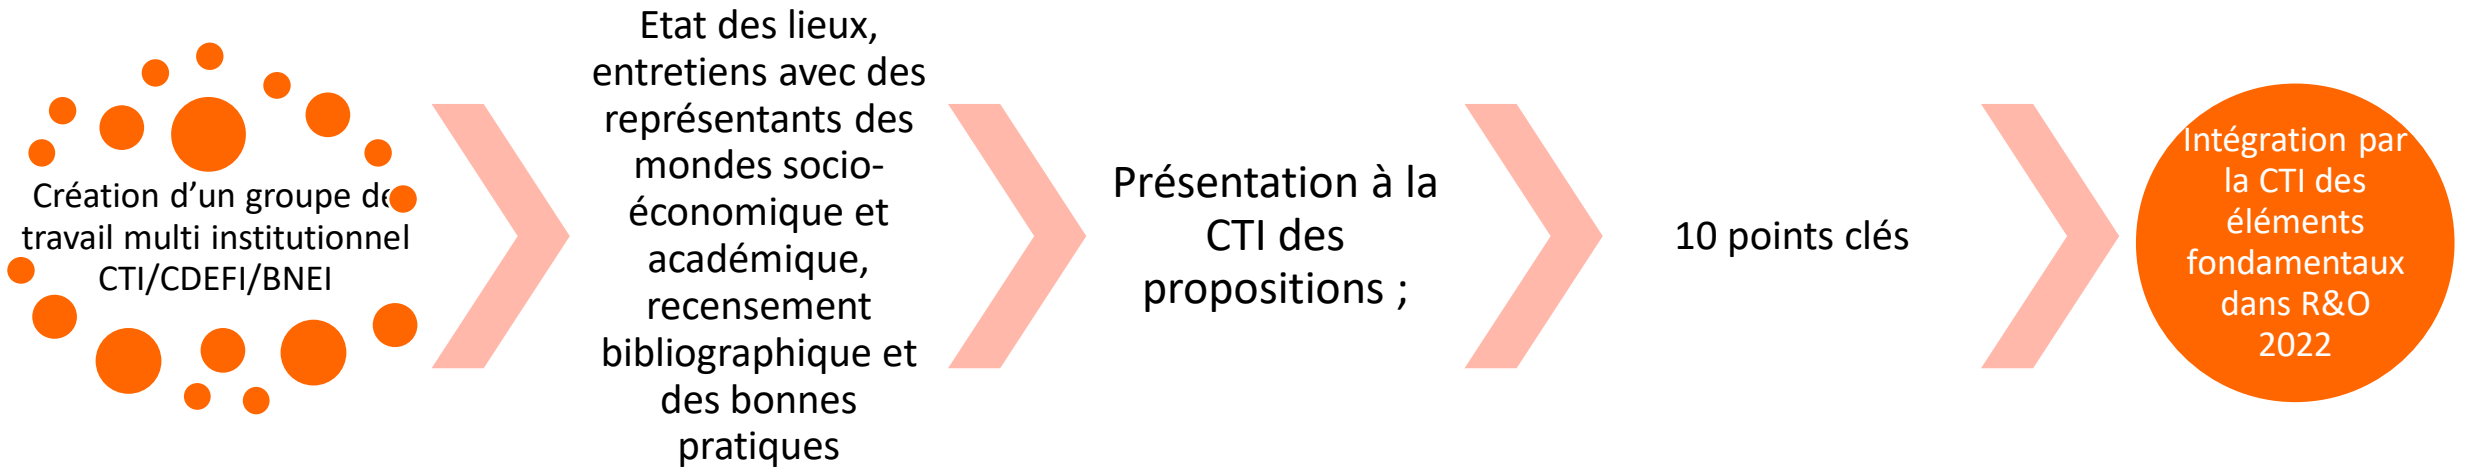 Création d’un groupe de
travail multi institutionnel
CTI/CDEFI/BNEI
Etat des lieux,
entretiens avec des
représentants des
mondes socio-
économique et
académique,
recensement
bibliographique et
des bonnes
pratiques
Présentation à la
CTI des
propositions ;
10 points clés
Intégration par
la CTI des
éléments
fondamentaux
dans R&O
2022